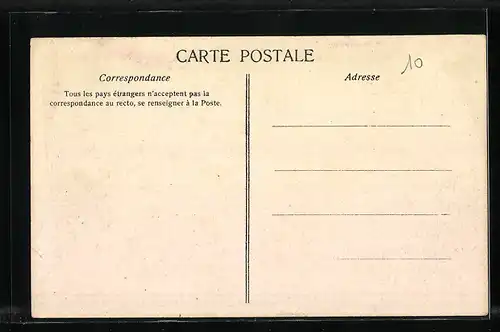 CARTE POSTALE
10
Correspondance
Tous les pays étrangers n'acceptent pas la
correspondance au recto, se renseigner à la Poste.
Adresse